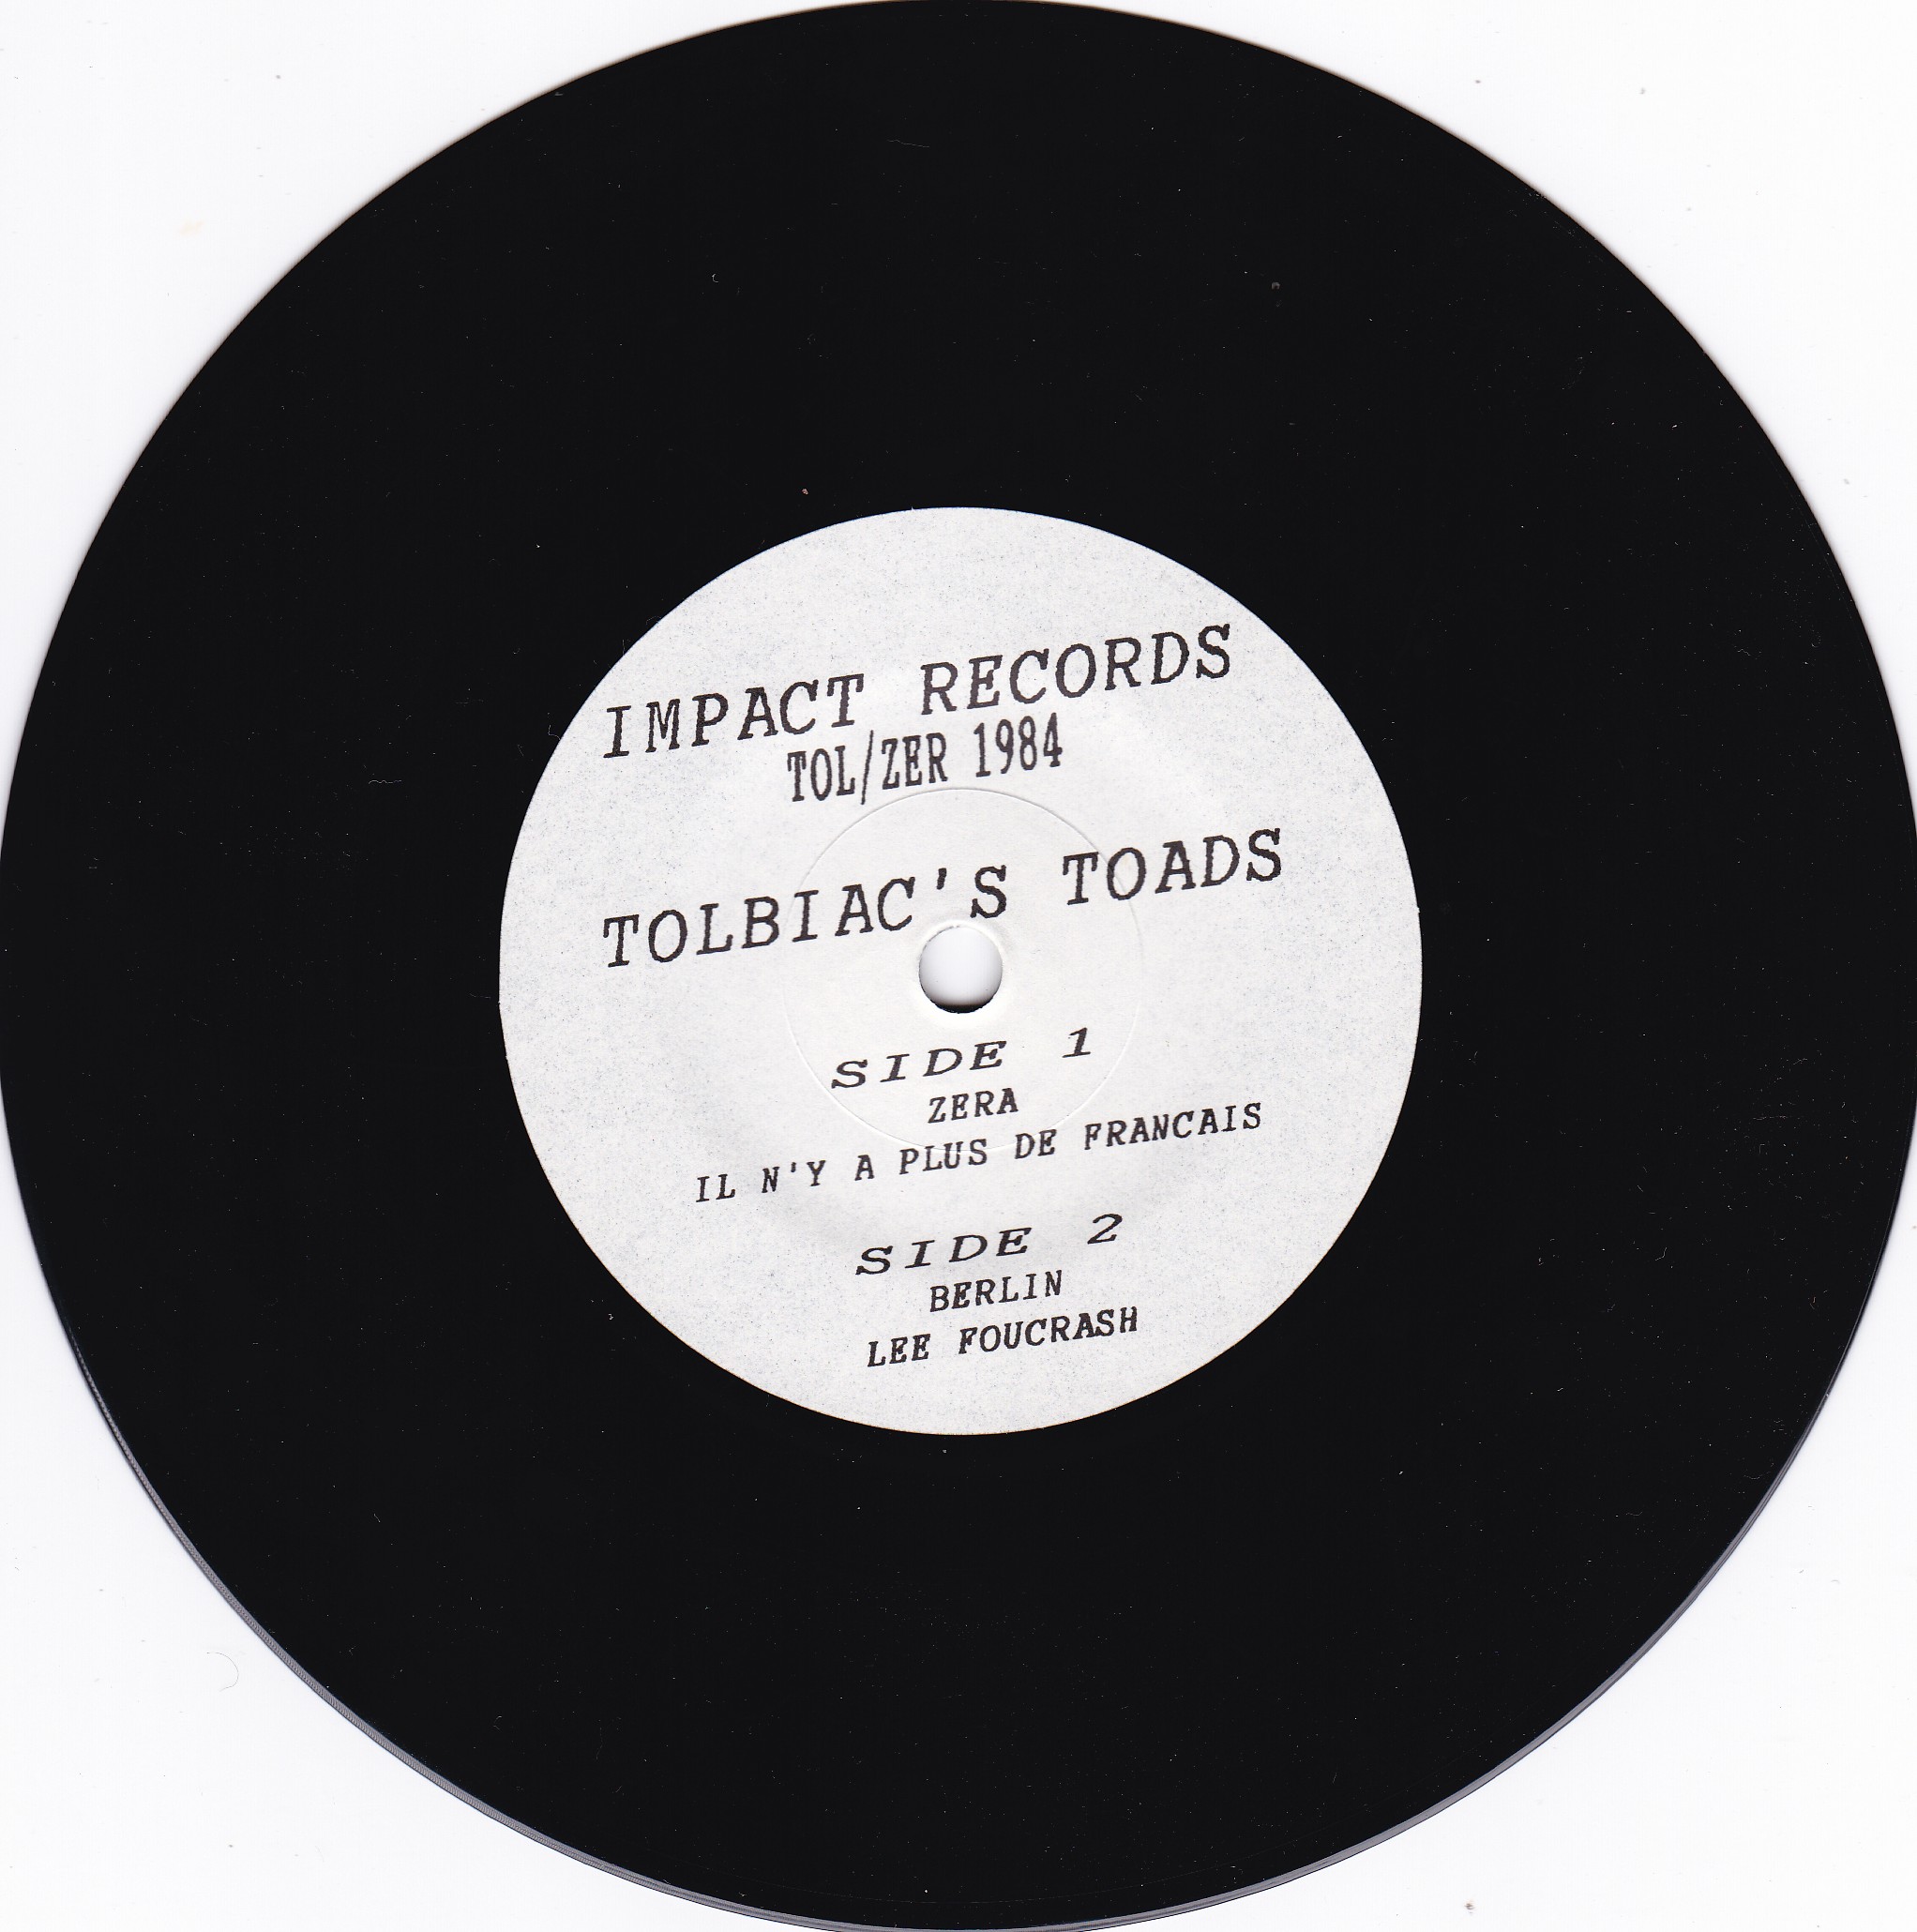 IMPACT RECORDS
TOL/ZER 1984
TOLBIAC'S TOADS
SIDE 1
ZERA
IL N'Y A PLUS DE FRANCAIS
SIDE 2
BERLIN
LEE FOUCRASH